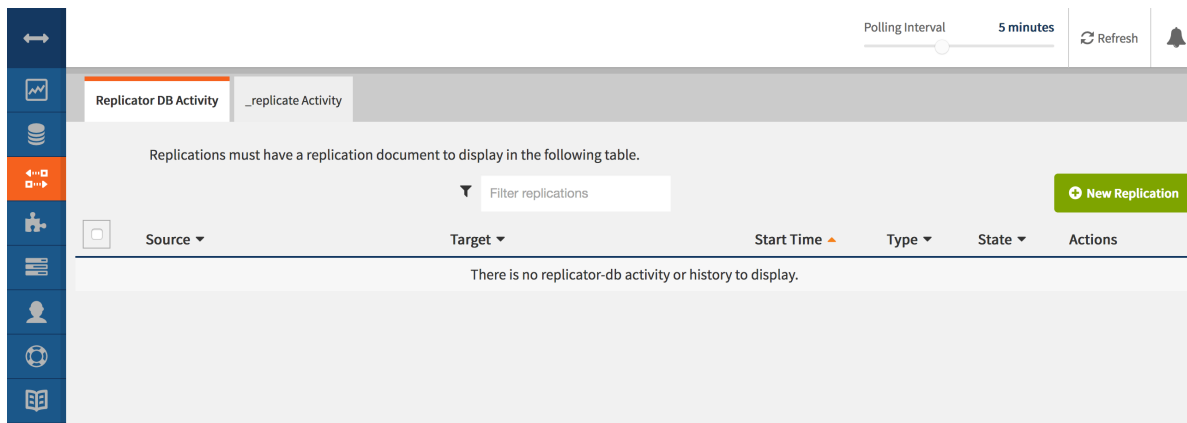 Polling Interval 5 minutes
Refresh
Replicator DB Activity
_replicate Activity
Replications must have a replication document to display in the following table.
Filter replications
New Replication
Source Target Start Time Type State Actions
There is no replicator-db activity or history to display.